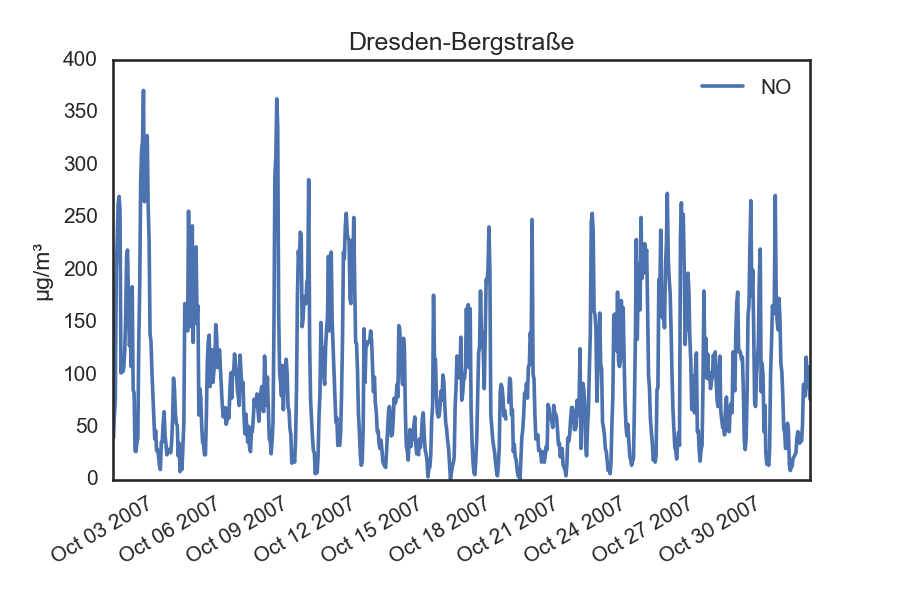 Dresden-Bergstraße
NO
µg/m³
400
350
300
250
200
150
100
50
0
Oct 03 2007
Oct 06 2007
Oct 09 2007
Oct 12 2007
Oct 15 2007
Oct 18 2007
Oct 21 2007
Oct 24 2007
Oct 27 2007
Oct 30 2007